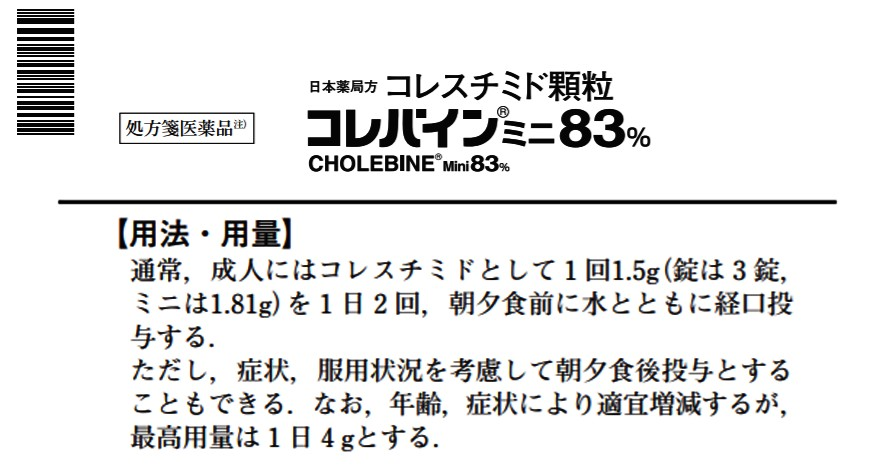 日本薬局方 コレスチミド顆粒
処方箋医薬品注)
コレバイン®ミニ83%
CHOLEBINE® Mini83%
【用法・用量】
通常，成人にはコレスチミドとして１回1.5g（錠は３錠，
ミニは1.81g）を１日２回，朝夕食前に水とともに経口投
与する．
ただし，症状，服用状況を考慮して朝夕食後投与とする
こともできる．なお，年齢，症状により適宜増減するが，
最高用量は１日４gとする．